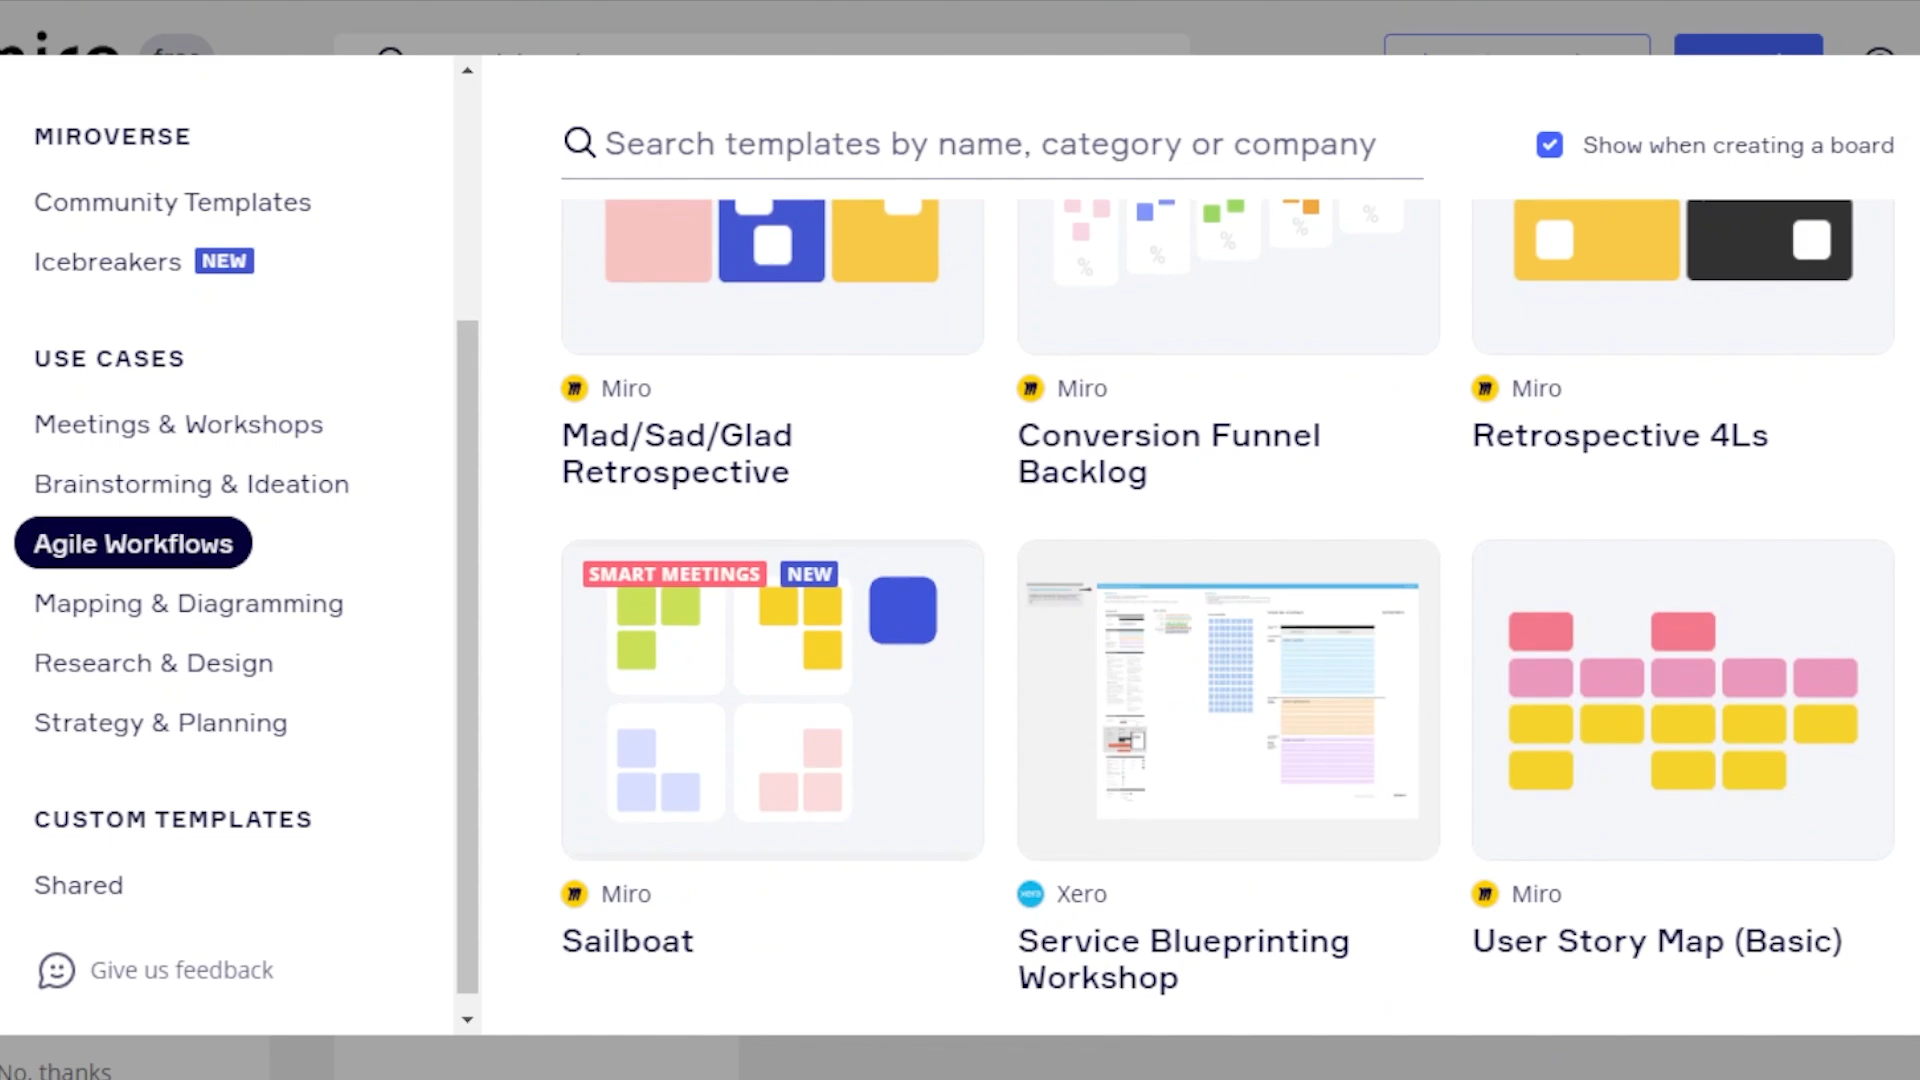 miro free
MIROVERSE
Community Templates
Icebreakers NEW
USE CASES
Meetings & Workshops
Brainstorming & Ideation
Agile Workflows
Mapping & Diagramming
Research & Design
Strategy & Planning
CUSTOM TEMPLATES
Shared
Give us feedback
No, thanks
Search templates by name, category or company
Show when creating a board
% % % % %
Miro
Mad/Sad/Glad
Retrospective
Miro
Conversion Funnel
Backlog
Miro
Retrospective 4Ls
SMART MEETINGS NEW
Miro
Sailboat
xero Xero
Service Blueprinting
Workshop
Miro
User Story Map (Basic)